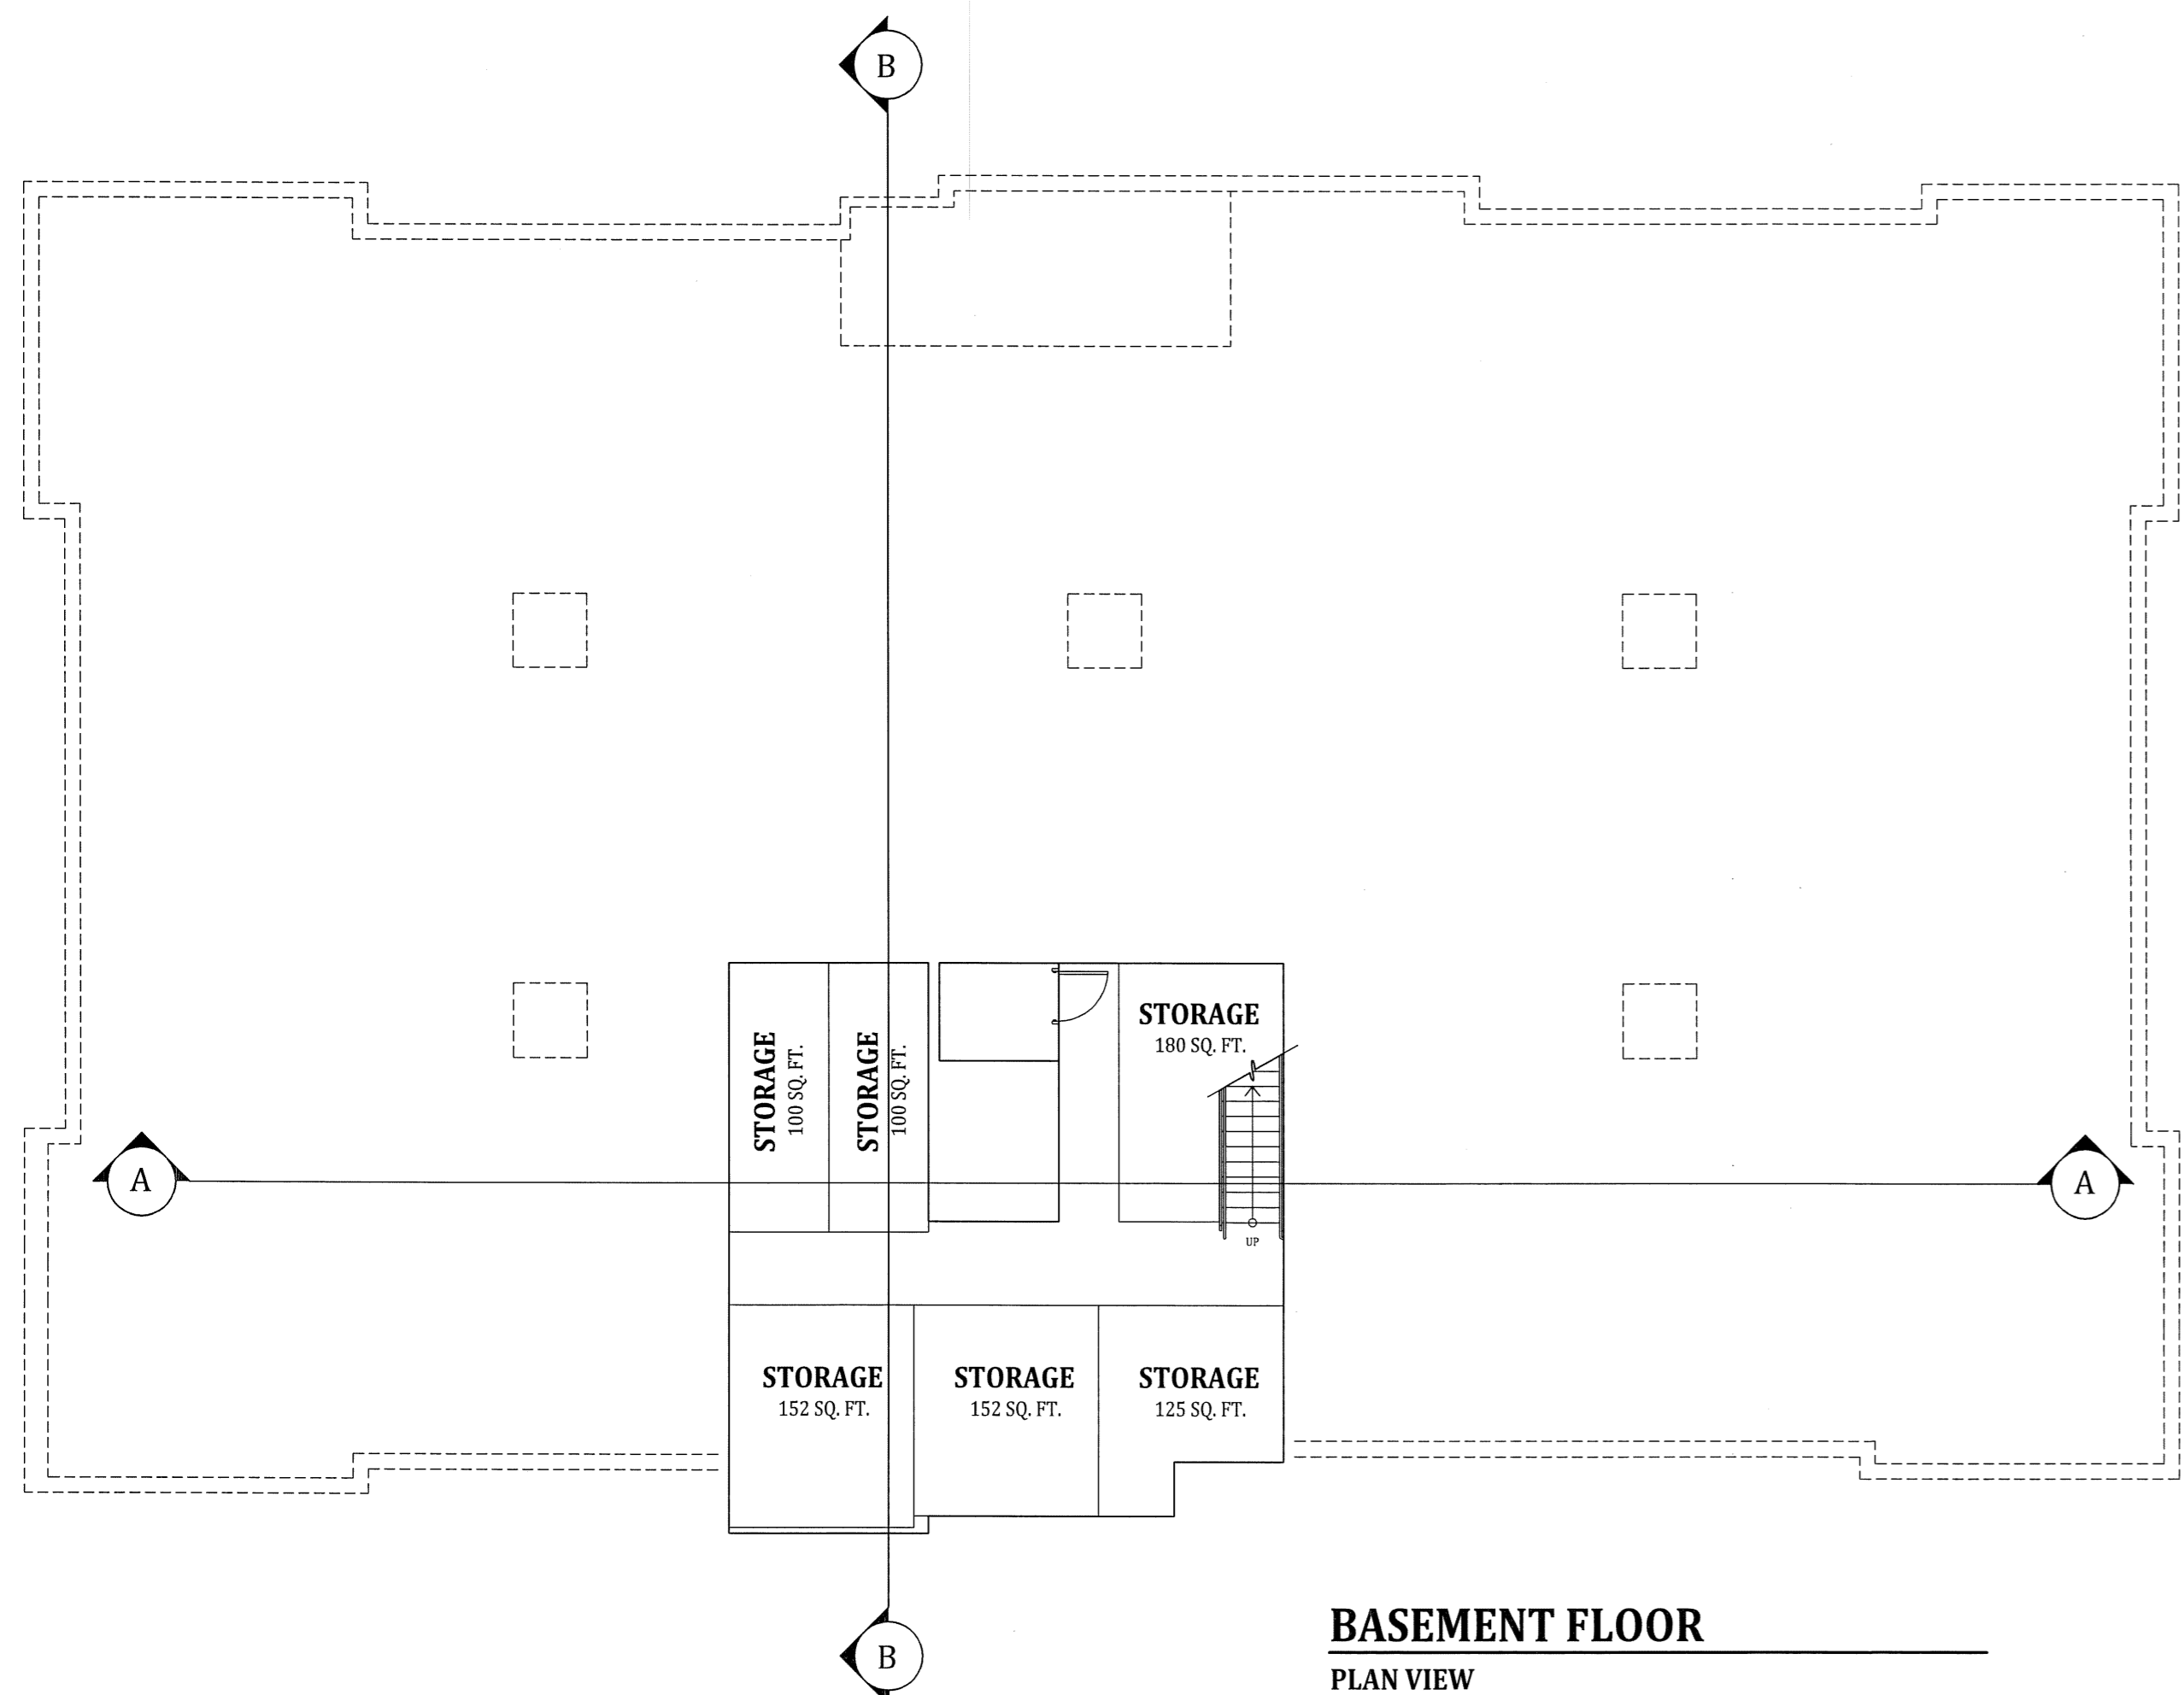 B
STORAGE
100 SQ. FT.
STORAGE
100 SQ. FT.
STORAGE
180 SQ. FT.
A
A
UP
STORAGE
152 SQ. FT.
STORAGE
152 SQ. FT.
STORAGE
125 SQ. FT.
B
BASEMENT FLOOR
PLAN VIEW